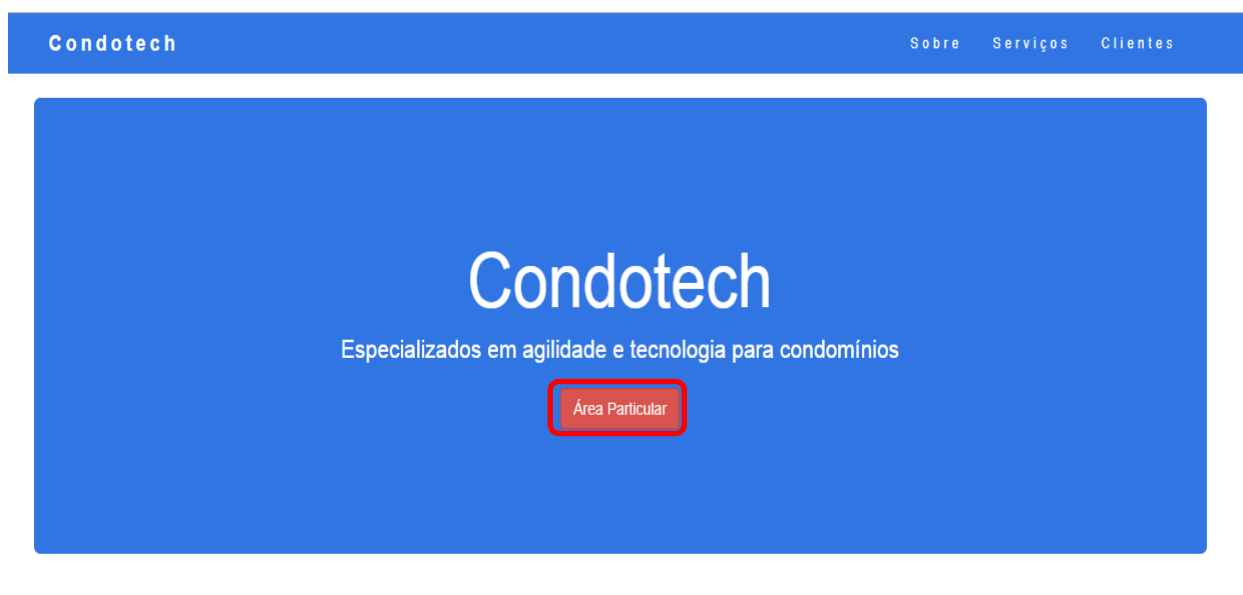 Condotech Sobre Serviços Clientes
Condotech
Especializados em agilidade e tecnologia para condomínios
Área Particular